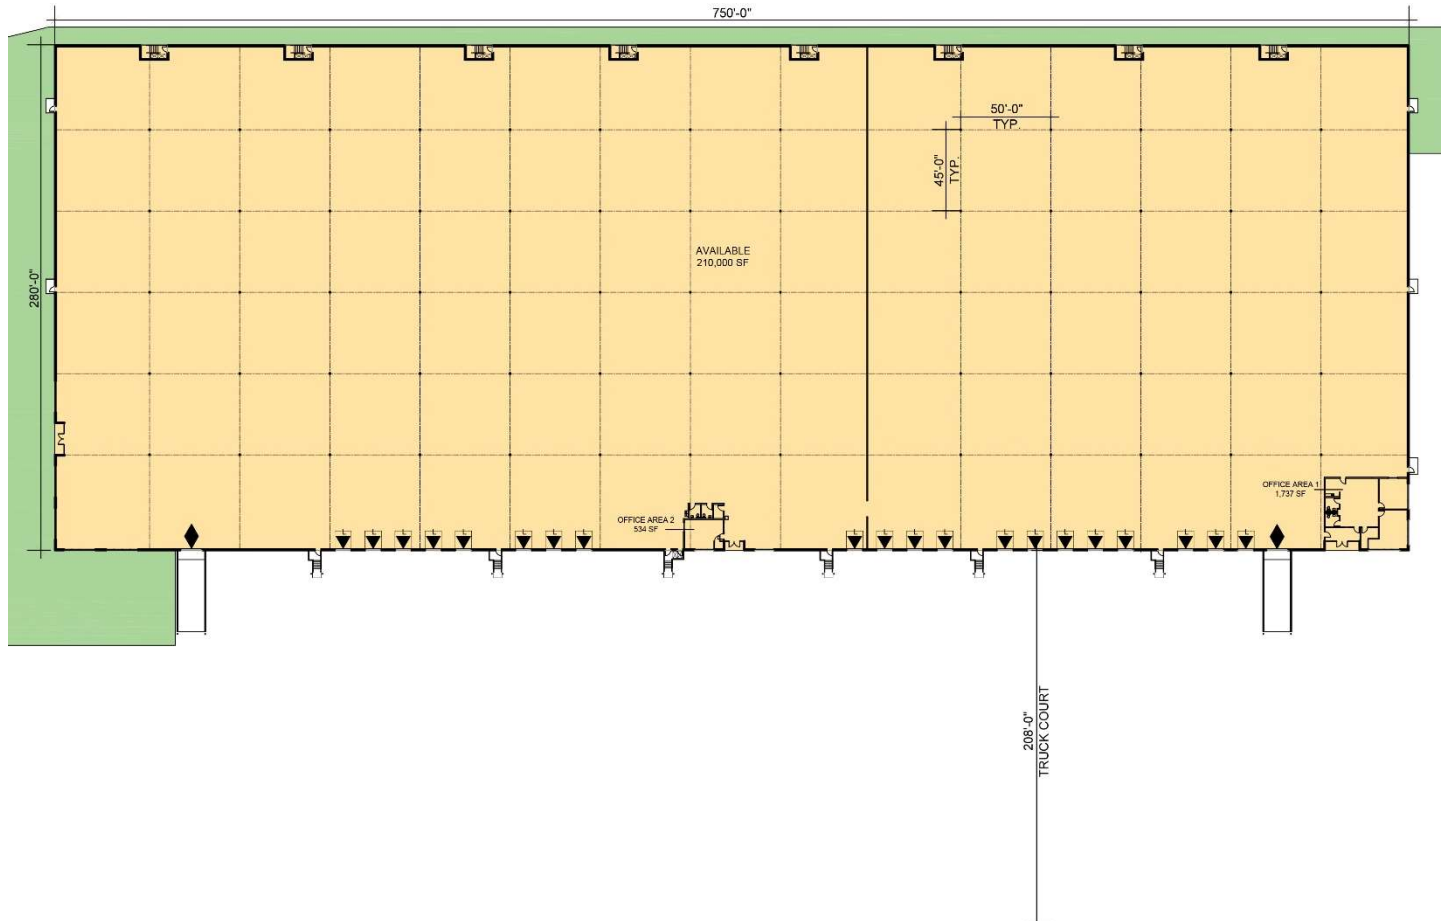 750'-0"
50'-0"
TYP.
45'-0"
TYP.
AVAILABLE
210,000 SF
280'-0"
OFFICE AREA 1
1,737 SF
OFFICE AREA 2
534 SF
208'-0"
TRUCK COURT